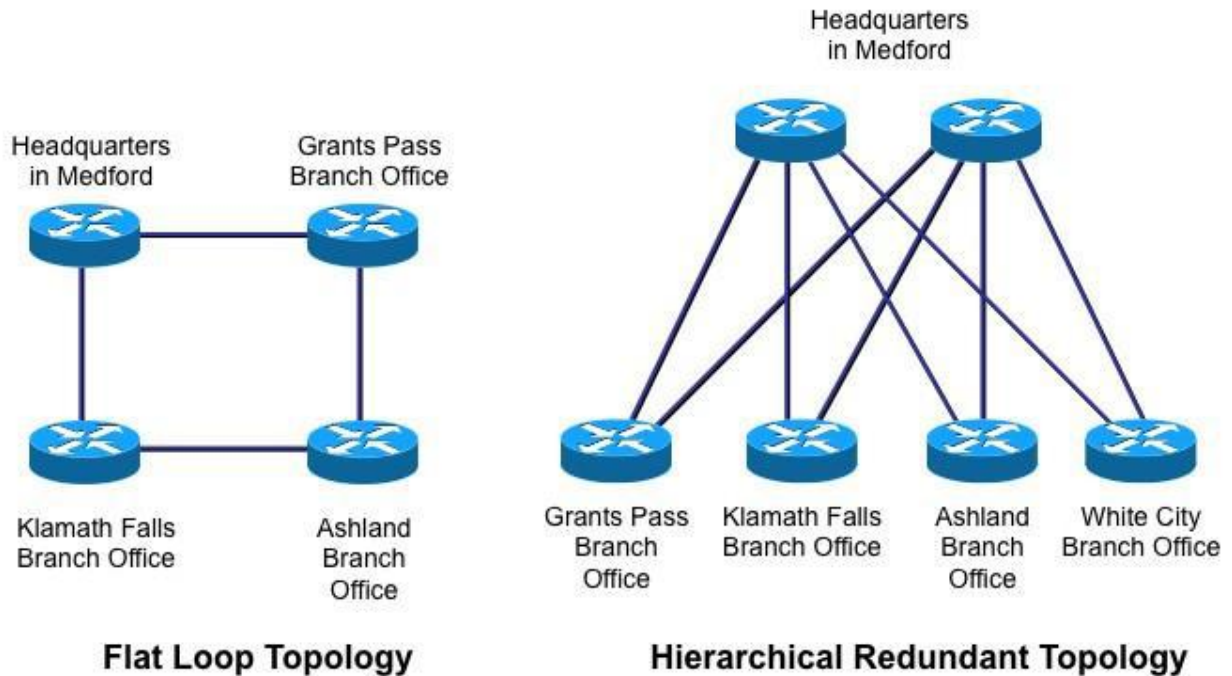 Headquarters
in Medford
Grants Pass
Branch Office
Klamath Falls
Branch Office
Ashland
Branch
Office
Flat Loop Topology
Headquarters
in Medford
Grants Pass
Branch
Office
Klamath Falls
Branch Office
Ashland
Branch
Office
White City
Branch Office
Hierarchical Redundant Topology